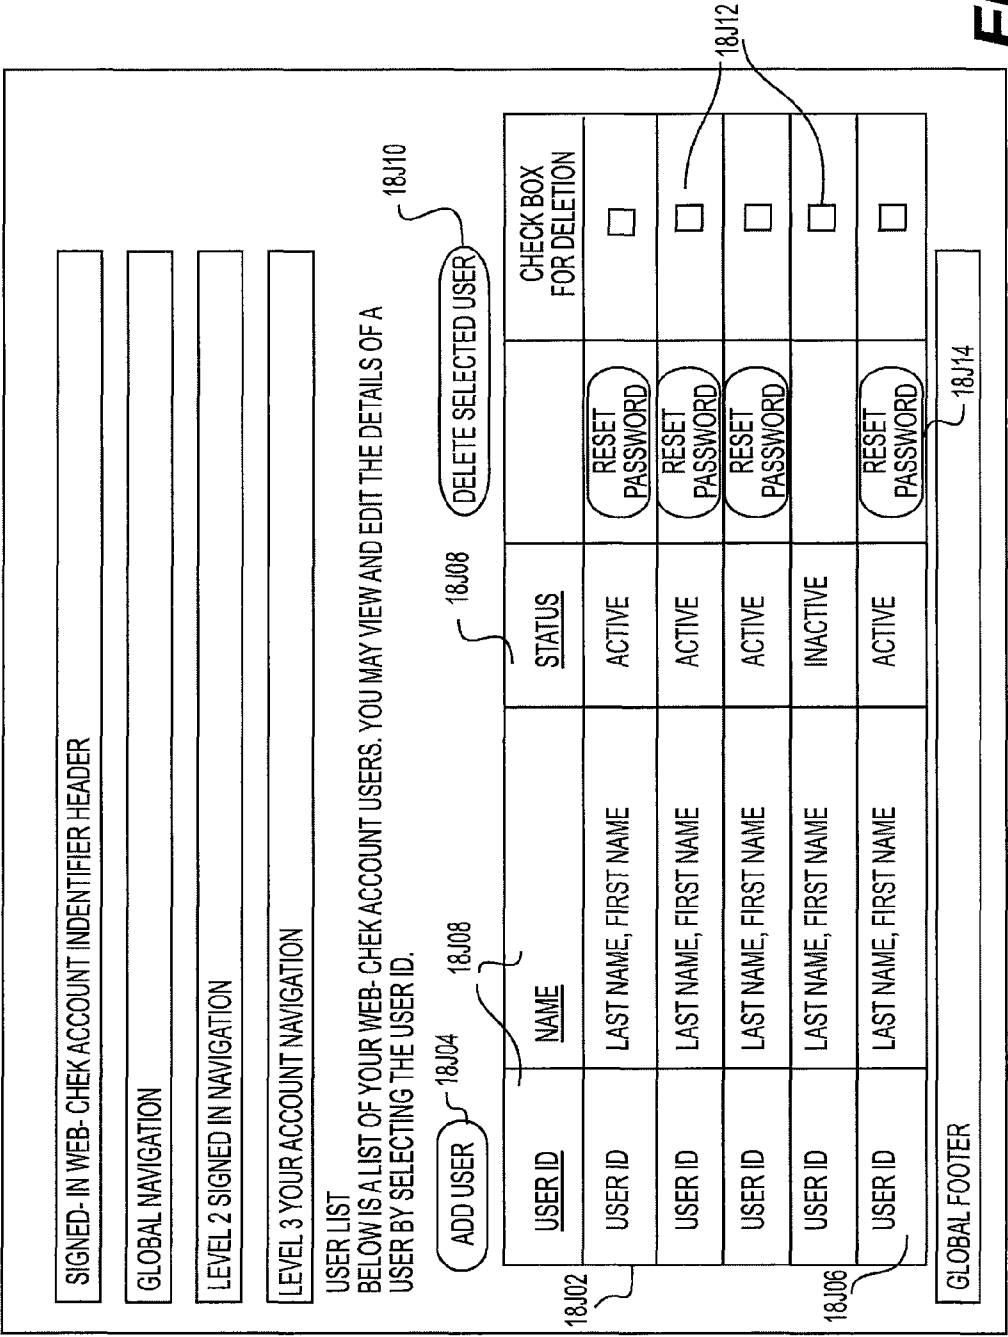 SIGNED- IN WEB- CHEK ACCOUNT INDENTIFIER HEADER
GLOBAL NAVIGATION
LEVEL 2 SIGNED IN NAVIGATION
LEVEL 3 YOUR ACCOUNT NAVIGATION
USER LIST
BELOW IS A LIST OF YOUR WEB- CHEK ACCOUNT USERS. YOU MAY VIEW AND EDIT THE DETAILS OF A
USER BY SELECTING THE USER ID.
ADD USER
18J04
18J08
18J08
DELETE SELECTED USER
18J10
18J02
USER ID
NAME
STATUS
CHECK BOX
FOR DELETION
USER ID
LAST NAME, FIRST NAME
ACTIVE
RESET
PASSWORD
USER ID
LAST NAME, FIRST NAME
ACTIVE
RESET
PASSWORD
18J12
USER ID
LAST NAME, FIRST NAME
ACTIVE
RESET
PASSWORD
USER ID
LAST NAME, FIRST NAME
INACTIVE
USER ID
LAST NAME, FIRST NAME
ACTIVE
RESET
PASSWORD
18J06
18J14
GLOBAL FOOTER